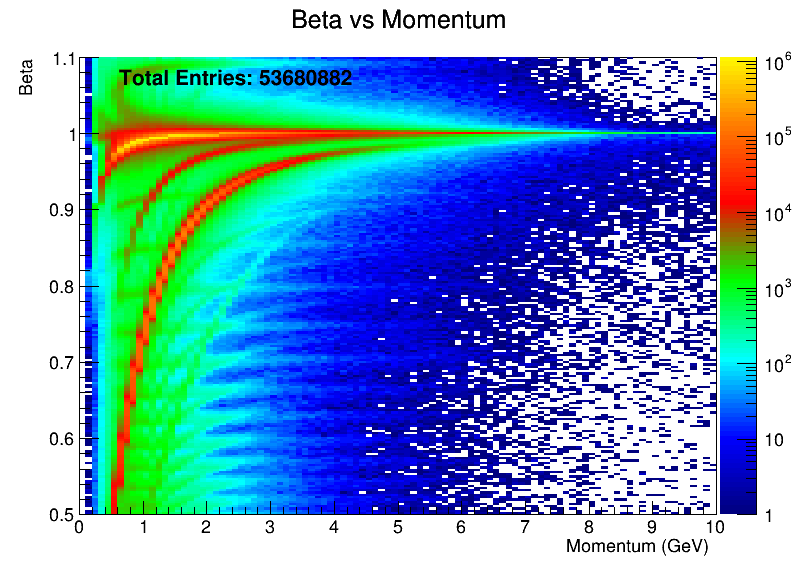 Beta vs Momentum
Beta
Total Entries: 53680882
1.1
1
0.9
0.8
0.7
0.6
0.5
0 1 2 3 4 5 6 7 8 9 10
Momentum (GeV)
10⁶
10⁵
10⁴
10³
10²
10
1